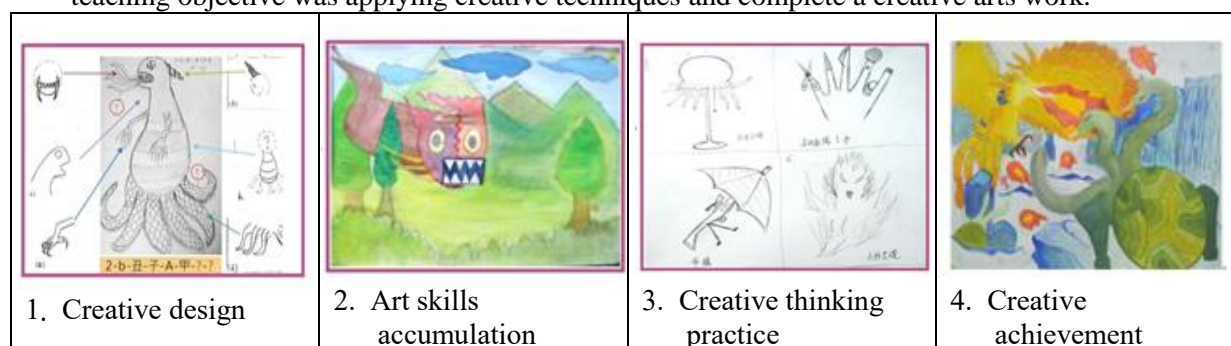 teaching objective was applying creative techniques and complete a creative arts work.
2-b-丑-子-A-甲-?-?
1. Creative design
2. Art skills
accumulation
3. Creative thinking
practice
4. Creative
achievement